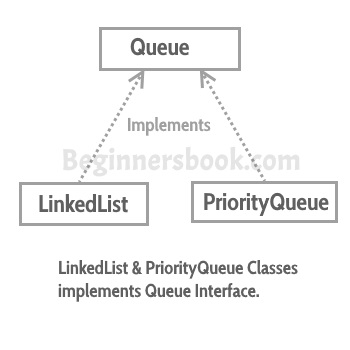 Queue
Implements
Beginnersbook.com
LinkedList
PriorityQueue
LinkedList & PriorityQueue Classes
implements Queue Interface.